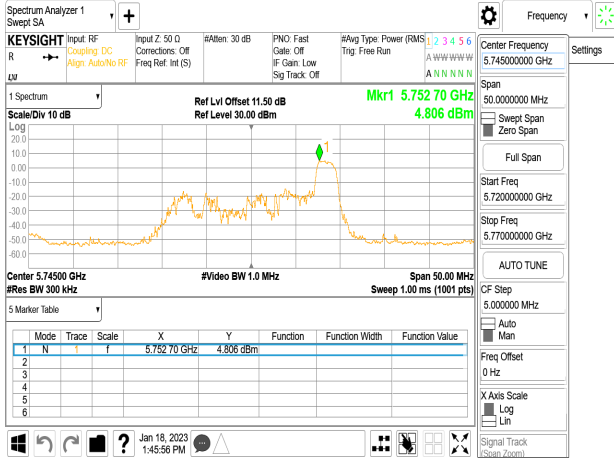 Spectrum Analyzer 1
Swept SA
Frequency
KEYSIGHT
R
LXI
Input: RF
Coupling: DC
Align: Auto/No RF
Input Z: 50 Ω
Corrections: Off
Freq Ref: Int (S)
#Atten: 30 dB
PNO: Fast
Gate: Off
IF Gain: Low
Sig Track: Off
#Avg Type: Power (RMS
Trig: Free Run
1 2 3 4 5 6
A W W W W W
A N N N N N
1 Spectrum
Scale/Div 10 dB
Ref Lvl Offset 11.50 dB
Ref Level 30.00 dBm
Mkr1 5.752 70 GHz
4.806 dBm
Log
20.0
10.0
0.00
-10.0
-20.0
-30.0
-40.0
-50.0
-60.0
1
Center 5.74500 GHz
#Res BW 300 kHz
#Video BW 1.0 MHz
Span 50.00 MHz
Sweep 1.00 ms (1001 pts)
5 Marker Table
Mode Trace Scale X Y Function Function Width Function Value
1 N 1 f 5.752 70 GHz 4.806 dBm
2
3
4
5
6
Jan 18, 2023
1:45:56 PM
Center Frequency
5.745000000 GHz
Settings
Span
50.0000000 MHz
Swept Span
Zero Span
Full Span
Start Freq
5.720000000 GHz
Stop Freq
5.770000000 GHz
AUTO TUNE
CF Step
5.000000 MHz
Auto
Man
Freq Offset
0 Hz
X Axis Scale
Log
Lin
Signal Track
(Span Zoom)